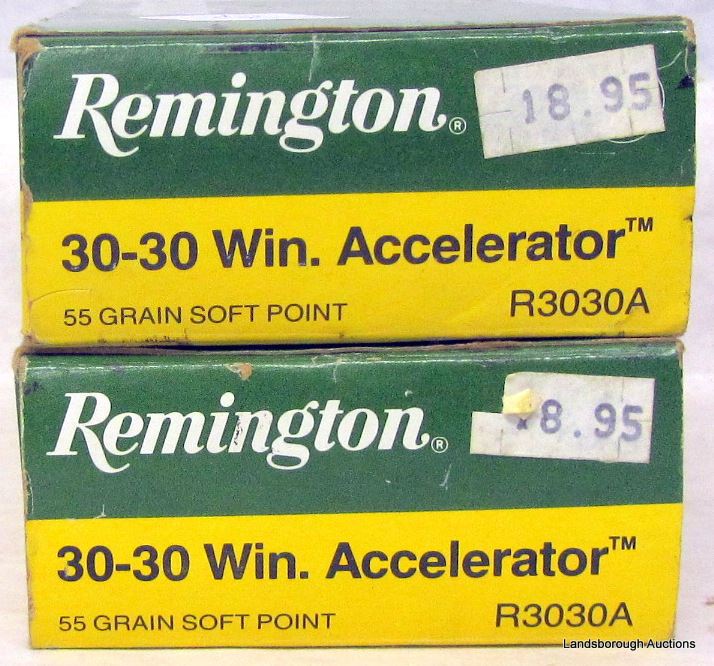 Remington® 18.95
30-30 Win. Accelerator™
55 GRAIN SOFT POINT R3030A
Remington® 8.95
30-30 Win. Accelerator™
55 GRAIN SOFT POINT R3030A
Landsborough Auctions